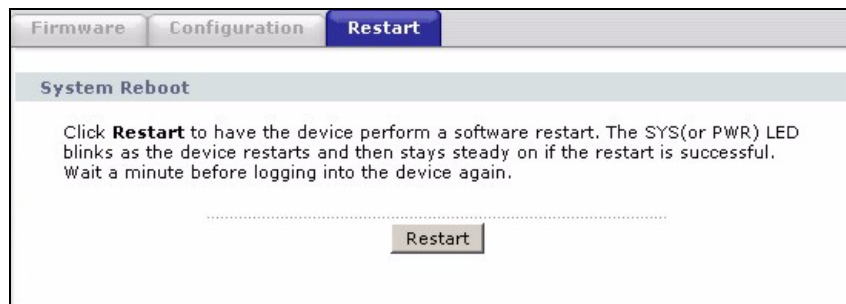 Firmware Configuration Restart
System Reboot
Click Restart to have the device perform a software restart. The SYS(or PWR) LED
blinks as the device restarts and then stays steady on if the restart is successful.
Wait a minute before logging into the device again.
Restart